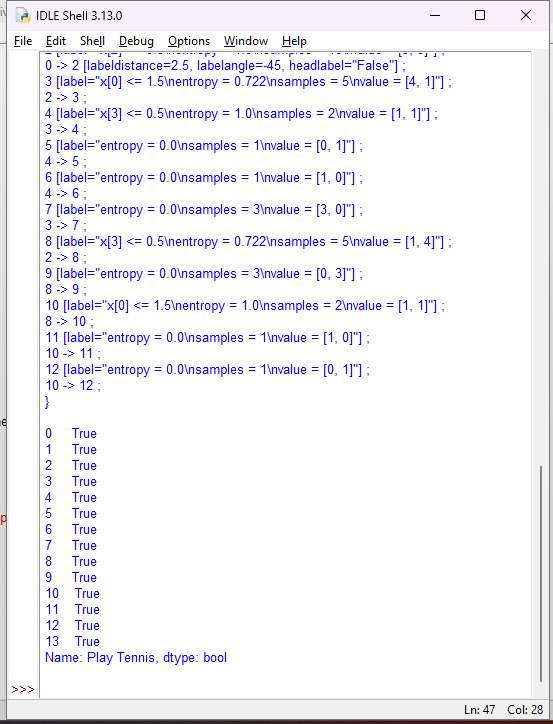 IDLE Shell 3.13.0
File Edit Shell Debug Options Window Help
0 -> 2 [labeldistance=2.5, labelangle=-45, headlabel="False"] ;
3 [label="x[0] <= 1.5\nentropy = 0.722\nsamples = 5\nvalue = [4, 1]"] ;
2 -> 3 ;
4 [label="x[3] <= 0.5\nentropy = 1.0\nsamples = 2\nvalue = [1, 1]"] ;
3 -> 4 ;
5 [label="entropy = 0.0\nsamples = 1\nvalue = [0, 1]"] ;
4 -> 5 ;
6 [label="entropy = 0.0\nsamples = 1\nvalue = [1, 0]"] ;
4 -> 6 ;
7 [label="entropy = 0.0\nsamples = 3\nvalue = [3, 0]"] ;
3 -> 7 ;
8 [label="x[3] <= 0.5\nentropy = 0.722\nsamples = 5\nvalue = [1, 4]"] ;
2 -> 8 ;
9 [label="entropy = 0.0\nsamples = 3\nvalue = [0, 3]"] ;
8 -> 9 ;
10 [label="x[0] <= 1.5\nentropy = 1.0\nsamples = 2\nvalue = [1, 1]"] ;
8 -> 10 ;
11 [label="entropy = 0.0\nsamples = 1\nvalue = [1, 0]"] ;
10 -> 11 ;
12 [label="entropy = 0.0\nsamples = 1\nvalue = [0, 1]"] ;
10 -> 12 ;
}
0 True
1 True
2 True
3 True
4 True
5 True
6 True
7 True
8 True
9 True
10 True
11 True
12 True
13 True
Name: Play Tennis, dtype: bool
>>>
Ln: 47 Col: 28